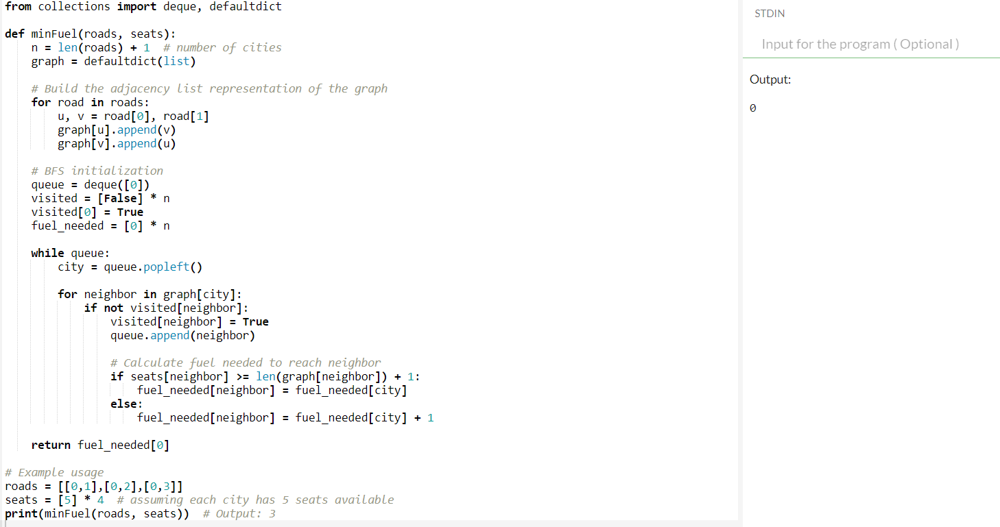 from collections import deque, defaultdict
def minFuel(roads, seats):
    n = len(roads) + 1  # number of cities
    graph = defaultdict(list)
    # Build the adjacency list representation of the graph
    for road in roads:
        u, v = road[0], road[1]
        graph[u].append(v)
        graph[v].append(u)
    # BFS initialization
    queue = deque([0])
    visited = [False] * n
    visited[0] = True
    fuel_needed = [0] * n
    while queue:
        city = queue.popleft()
        for neighbor in graph[city]:
            if not visited[neighbor]:
                visited[neighbor] = True
                queue.append(neighbor)
                # Calculate fuel needed to reach neighbor
                if seats[neighbor] >= len(graph[neighbor]) + 1:
                    fuel_needed[neighbor] = fuel_needed[city]
                else:
                    fuel_needed[neighbor] = fuel_needed[city] + 1
    return fuel_needed[0]
# Example usage
roads = [[0,1],[0,2],[0,3]]
seats = [5] * 4  # assuming each city has 5 seats available
print(minFuel(roads, seats))  # Output: 3
STDIN
Input for the program ( Optional )
Output:
0